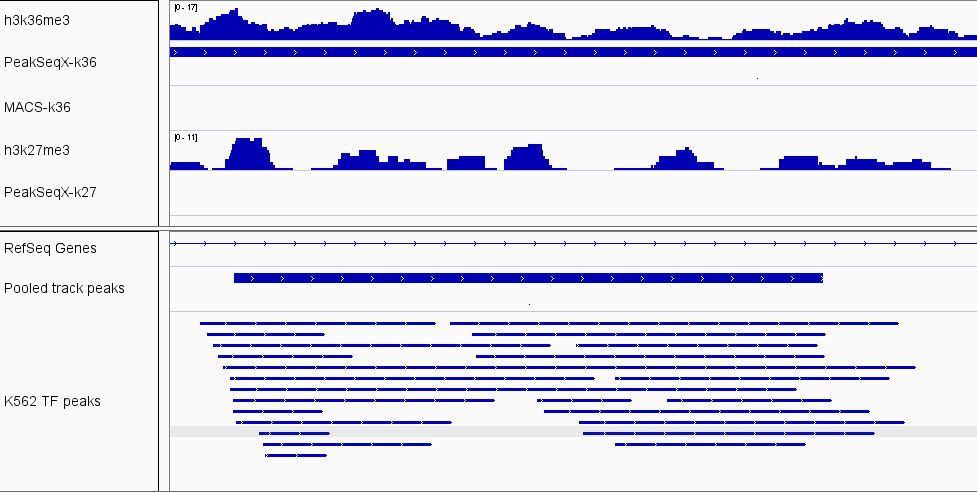 h3k36me3
[0 - 17]
PeakSeqX-k36
MACS-k36
h3k27me3
[0 - 11]
PeakSeqX-k27
RefSeq Genes
Pooled track peaks
K562 TF peaks